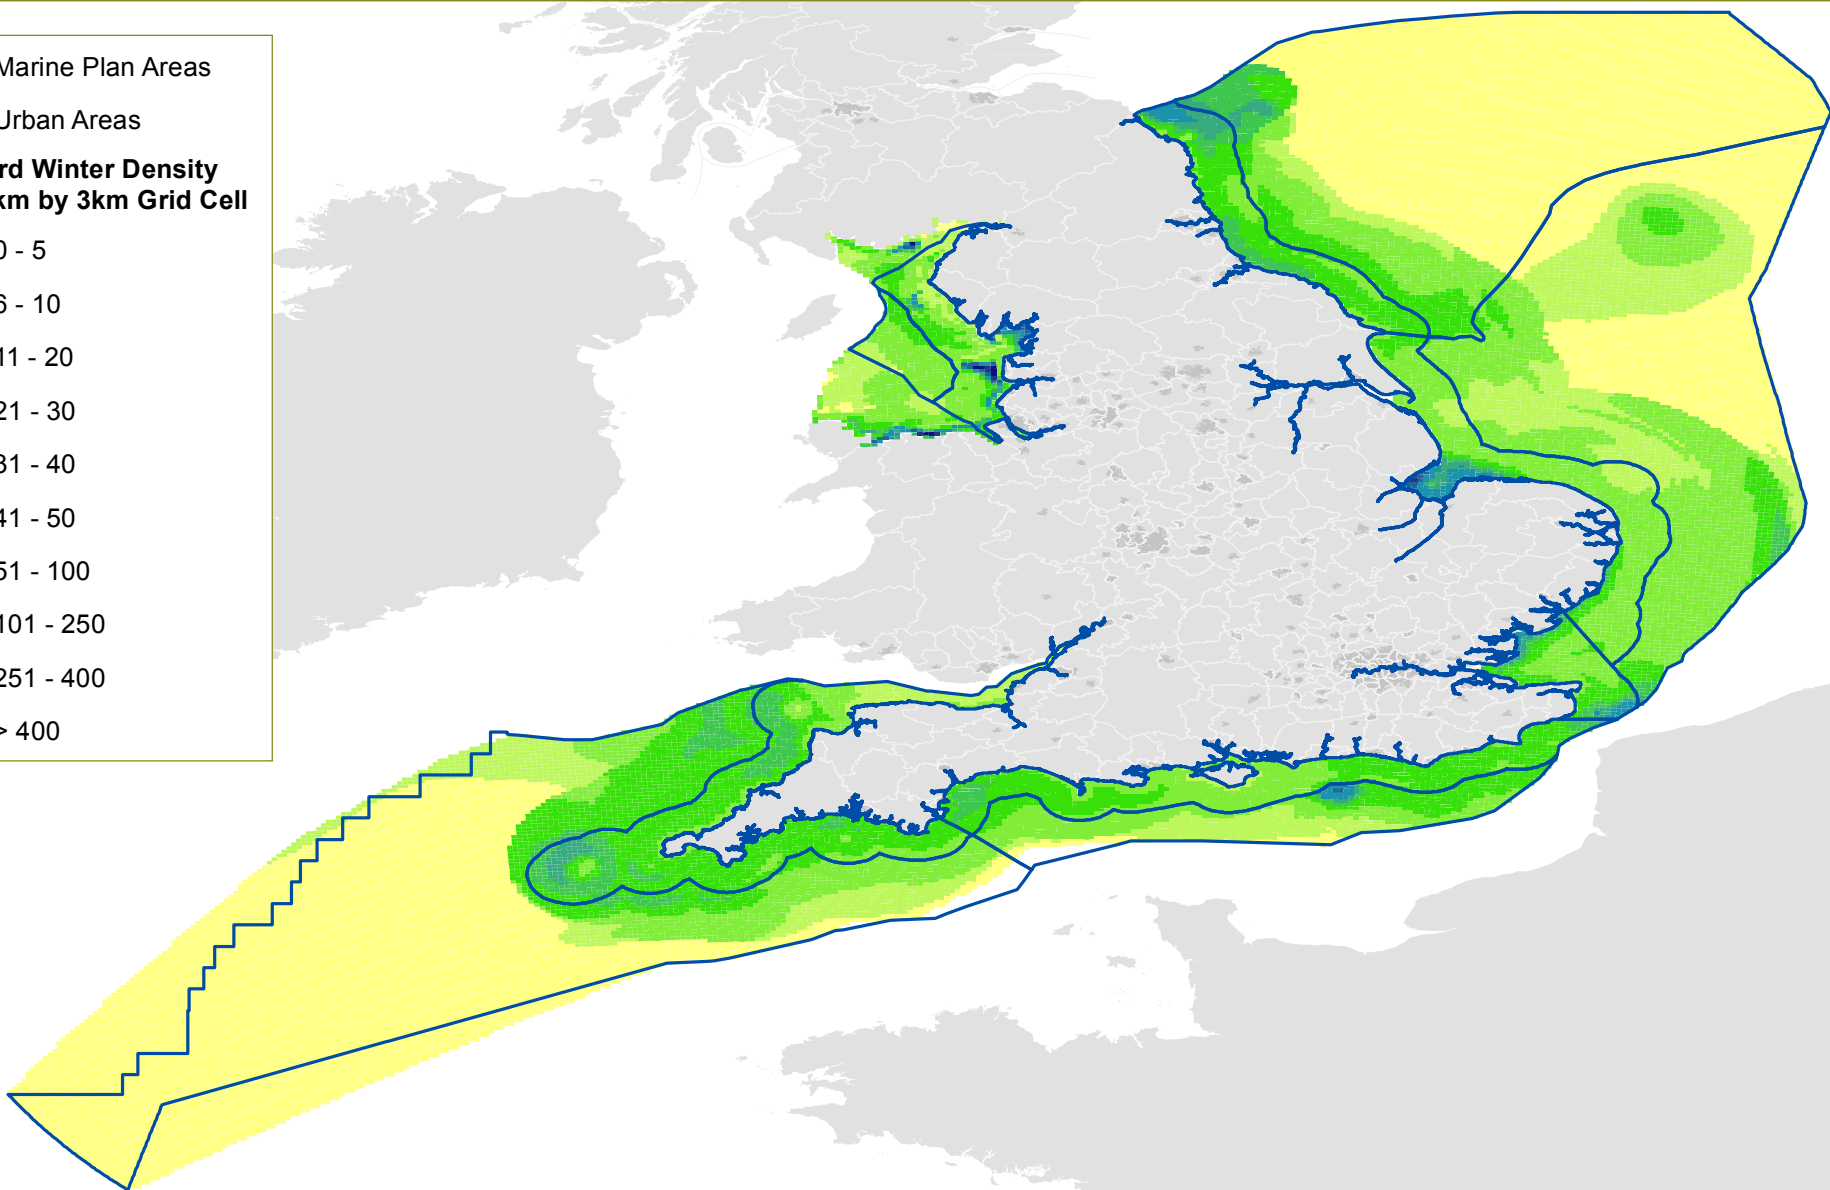 Marine Plan Areas
Urban Areas
rd Winter Density
km by 3km Grid Cell
0 - 5
6 - 10
11 - 20
21 - 30
31 - 40
41 - 50
51 - 100
101 - 250
251 - 400
> 400